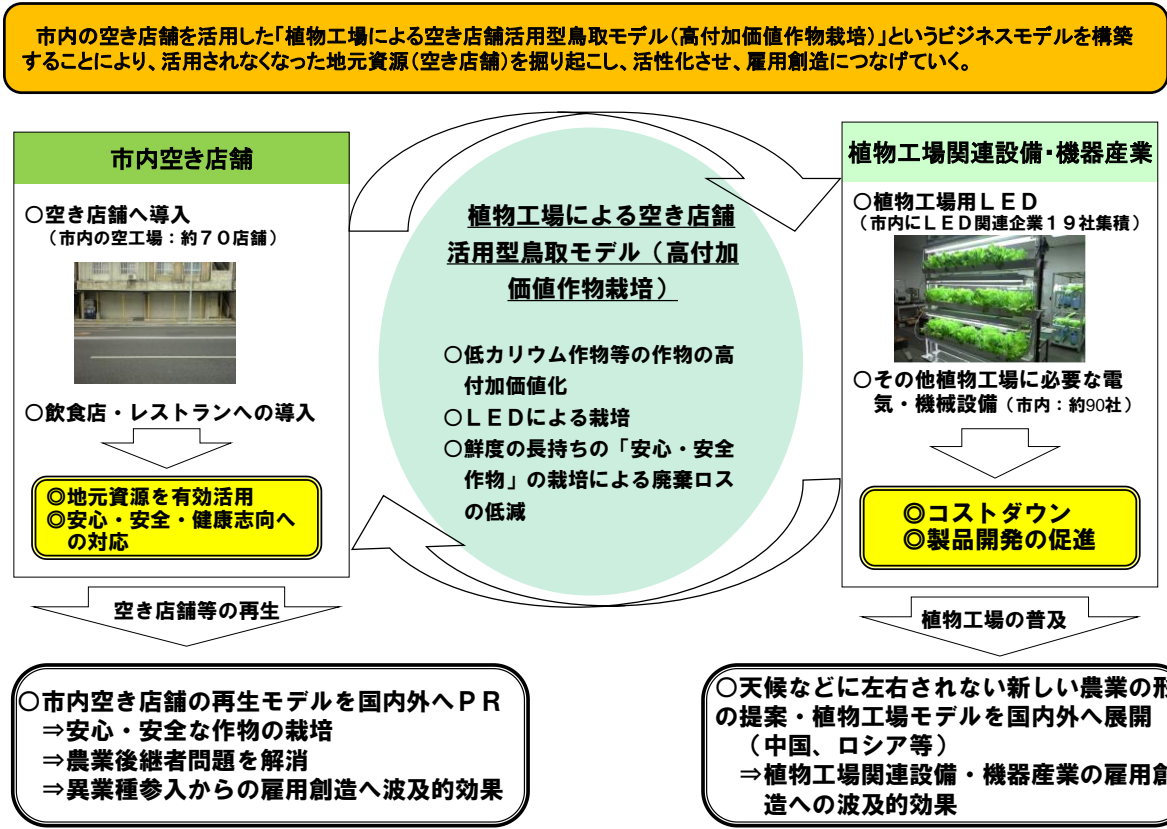 市内の空き店舗を活用した「植物工場による空き店舗活用型鳥取モデル(高付加価値作物栽培)」というビジネスモデルを構築
することにより、活用されなくなった地元資源(空き店舗)を掘り起こし、活性化させ、雇用創造につなげていく。
市内空き店舗
○空き店舗へ導入
（市内の空工場：約７０店舗）
○飲食店・レストランへの導入
◎地元資源を有効活用
◎安心・安全・健康志向へ
の対応
空き店舗等の再生
○市内空き店舗の再生モデルを国内外へＰＲ
⇒安心・安全な作物の栽培
⇒農業後継者問題を解消
⇒異業種参入からの雇用創造へ波及的効果
植物工場による空き店舗
活用型鳥取モデル（高付加
価値作物栽培）
○低カリウム作物等の作物の高
付加価値化
○ＬＥＤによる栽培
○鮮度の長持ちの「安心・安全
作物」の栽培による廃棄ロス
の低減
植物工場関連設備・機器産業
○植物工場用ＬＥＤ
（市内にＬＥＤ関連企業１９社集積）
○その他植物工場に必要な電
気・機械設備（市内：約90社）
◎コストダウン
◎製品開発の促進
植物工場の普及
○天候などに左右されない新しい農業の形
の提案・植物工場モデルを国内外へ展開
（中国、ロシア等）
⇒植物工場関連設備・機器産業の雇用創
造への波及的効果